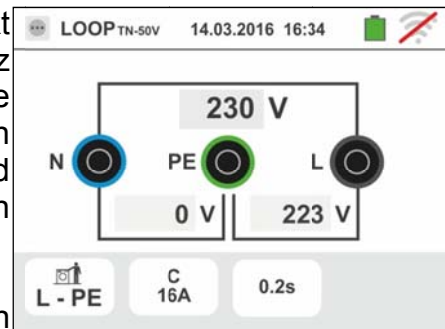 LOOP TN-50V 14.03.2016 16:34
230 V
N PE L
0 V 223 V
L - PE C 0.2s
16A